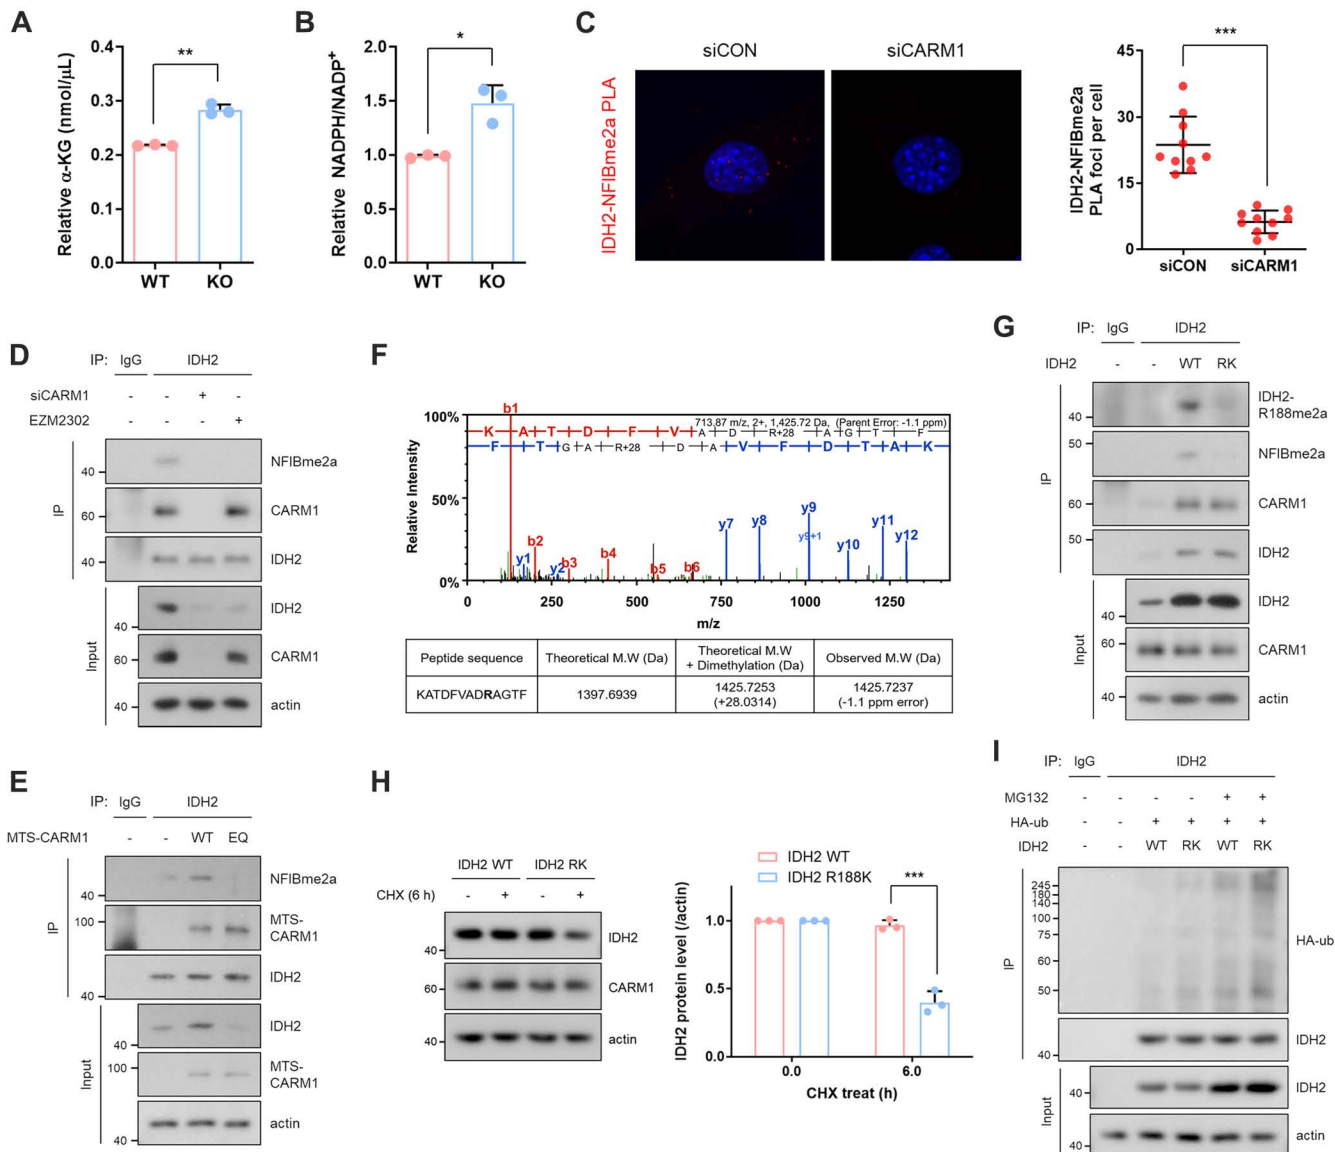 A
Relative α-KG (nmol/μL)
0.4
0.3
0.2
0.1
0.0
**
WT KO
B
Relative NADPH/NADP+
2.0
1.5
1.0
0.5
0.0
*
WT KO
C
siCON siCARM1
IDH2-NFIBme2a PLA
IDH2-NFIBme2a
PLA foci per cell
45
30
15
0
***
siCON siCARM1
D
IP: IgG IDH2
siCARM1 - - + -
EZM2302 - - - +
IP
40 NFIBme2a
60 CARM1
40 IDH2
Input
40 IDH2
60 CARM1
40 actin
E
IP: IgG IDH2
MTS-CARM1 - - WT EQ
IP
40 NFIBme2a
100 MTS-
CARM1
40 IDH2
Input
40 IDH2
100 MTS-
CARM1
40 actin
F
Relative Intensity
100%
50%
0%
713.87 m/z, 2+, 1,425.72 Da, (Parent Error: -1.1 ppm)
K A T D F V A D R+28 A G T F
F T G A R+28 D A V F D T A K
b1
b2
b3
b4
b5
b6
y1
y2
y7
y8
y9
y9+1
y10
y11
y12
0 250 500 750 1000 1250
m/z
Peptide sequence Theoretical M.W (Da) Theoretical M.W
+ Dimethylation (Da) Observed M.W (Da)
KATDFVADRAGTF 1397.6939 1425.7253
(+28.0314) 1425.7237
(-1.1 ppm error)
G
IP: IgG IDH2
IDH2 - - WT RK
IP
40 IDH2-
R188me2a
50 NFIBme2a
60 CARM1
50 IDH2
Input
40 IDH2
60 CARM1
40 actin
H
IDH2 WT IDH2 RK
CHX (6 h) - + - +
40 IDH2
60 CARM1
40 actin
IDH2 WT
IDH2 R188K
IDH2 protein level (/actin)
1.0
0.5
0.0
***
0.0 6.0
CHX treat (h)
I
IP: IgG IDH2
MG132 - - - - + +
HA-ub - - + + + +
IDH2 - - WT RK WT RK
IP
245
180
140
100
75
60
50
HA-ub
40 IDH2
Input
40 IDH2
40 actin